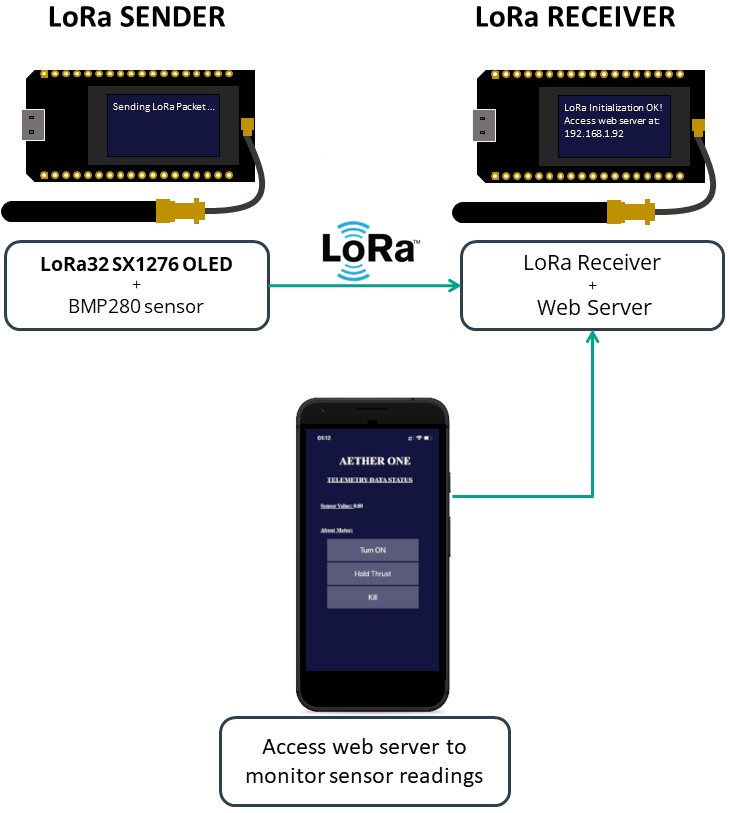 LoRa SENDER
LoRa RECEIVER
Sending LoRa Packet ...
LoRa Initialization OK!
Access web server at:
192.168.1.92
LoRa32 SX1276 OLED
+
BMP280 sensor
LoRa™
LoRa Receiver
+
Web Server
01:12
AETHER ONE
TELEMETRY DATA STATUS
Sensor Value: 0.00
About Motor:
Turn ON
Hold Thrust
Kill
Access web server to
monitor sensor readings